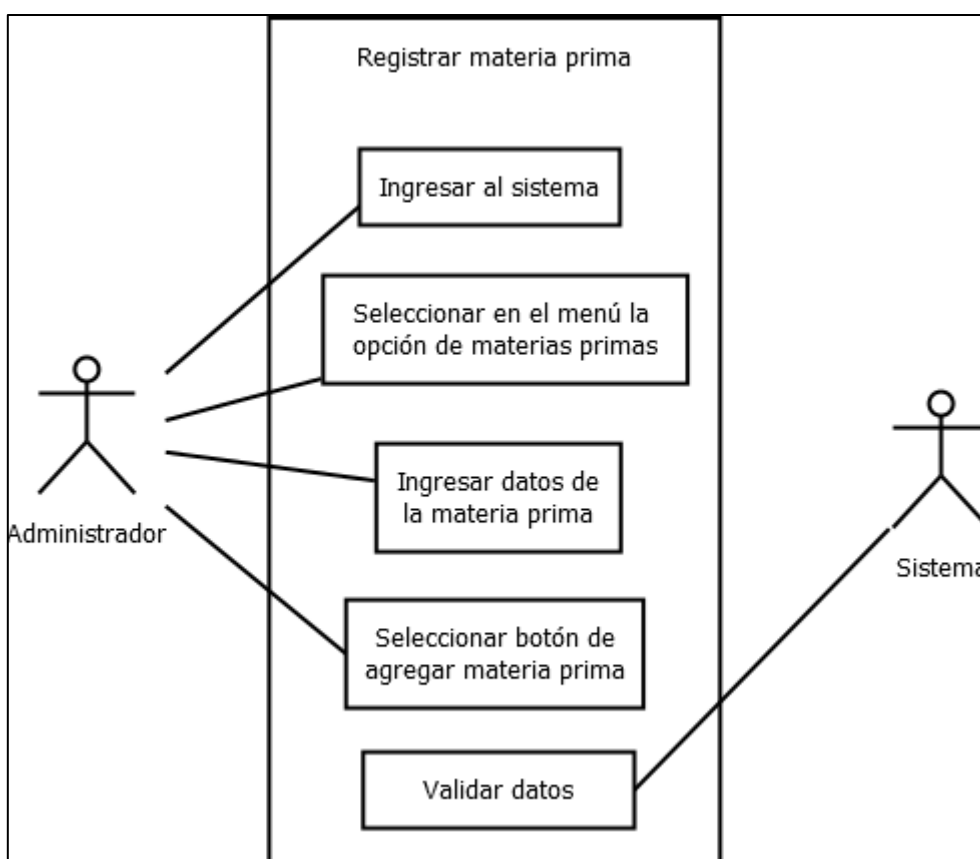 Registrar materia prima
Ingresar al sistema
Seleccionar en el menú la
opción de materias primas
Ingresar datos de
la materia prima
Administrador
Sistema
Seleccionar botón de
agregar materia prima
Validar datos